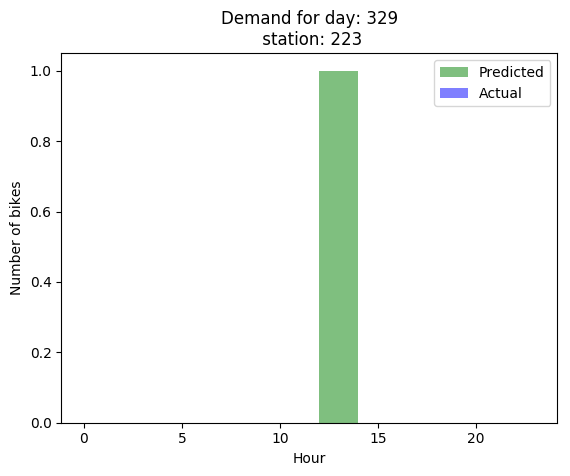 Demand for day: 329
station: 223
Predicted
Actual
1.0
0.8
0.6
0.4
0.2
0.0
Number of bikes
0
5
10
15
20
Hour